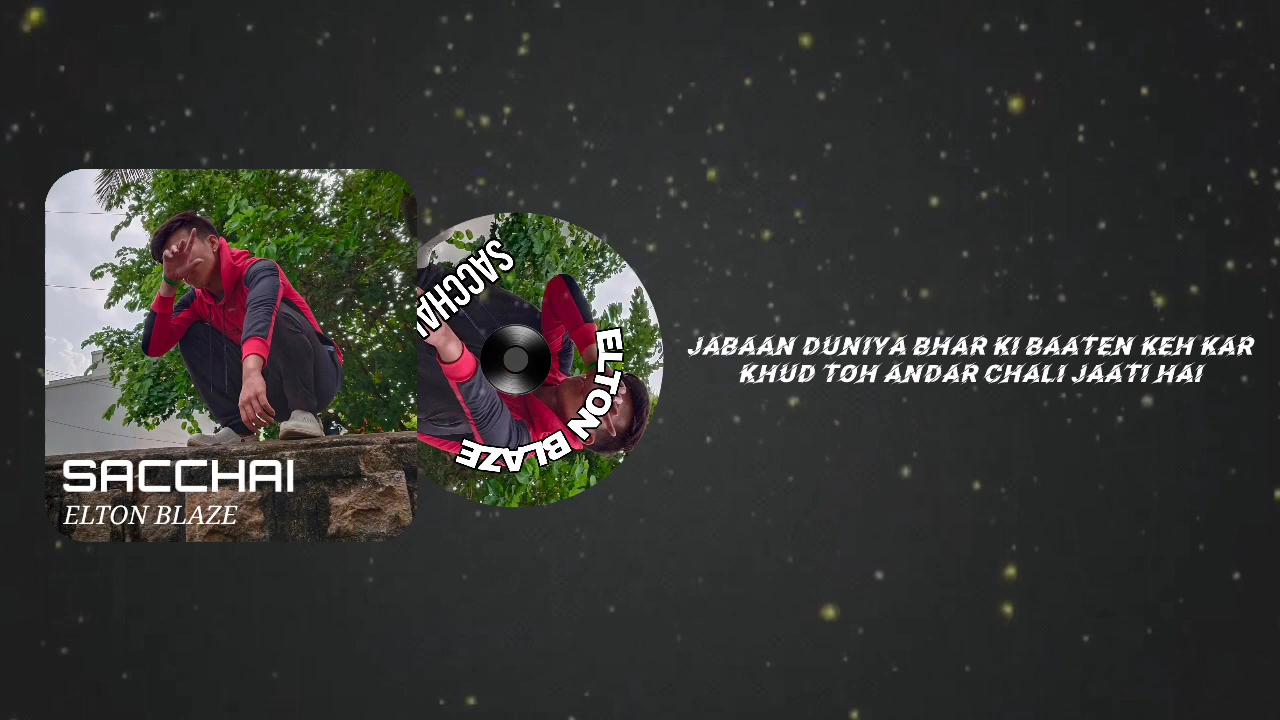 SACCHAI
ELTON BLAZE
SACCHAI
ELTON BLAZE
JABAAN DUNIYA BHAR KI BAATEN KEH KAR
KHUD TOH ANDAR CHALI JAATI HAI